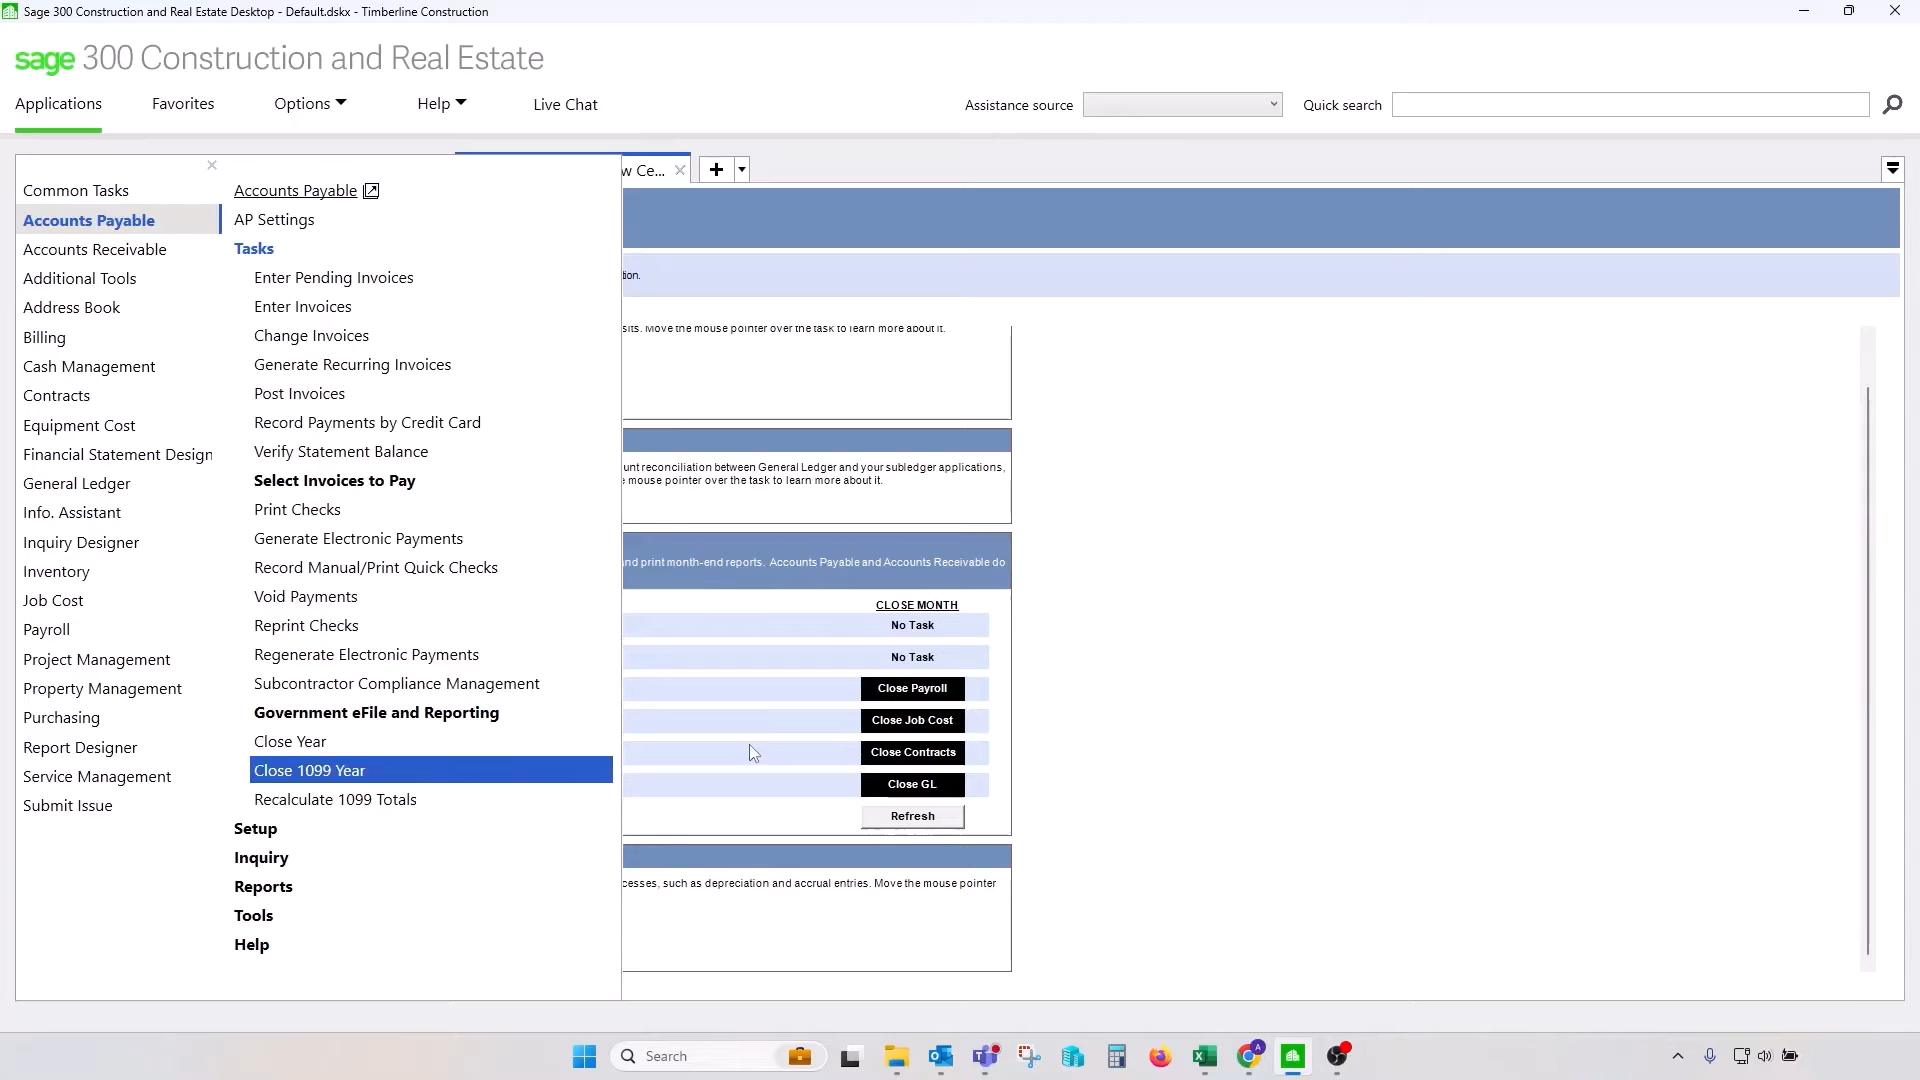 Sage 300 Construction and Real Estate Desktop - Default.dskx - Timberline Construction
sage 300 Construction and Real Estate
Applications
Favorites
Options
Help
Live Chat
Assistance source
Quick search
w Ce...
Common Tasks
Accounts Payable
Accounts Receivable
Additional Tools
Address Book
Billing
Cash Management
Contracts
Equipment Cost
Financial Statement Design
General Ledger
Info. Assistant
Inquiry Designer
Inventory
Job Cost
Payroll
Project Management
Property Management
Purchasing
Report Designer
Service Management
Submit Issue
Accounts Payable
AP Settings
Tasks
Enter Pending Invoices
Enter Invoices
Change Invoices
Generate Recurring Invoices
Post Invoices
Record Payments by Credit Card
Verify Statement Balance
Select Invoices to Pay
Print Checks
Generate Electronic Payments
Record Manual/Print Quick Checks
Void Payments
Reprint Checks
Regenerate Electronic Payments
Subcontractor Compliance Management
Government eFile and Reporting
Close Year
Close 1099 Year
Recalculate 1099 Totals
Setup
Inquiry
Reports
Tools
Help
tion.
sits. Move the mouse pointer over the task to learn more about it.
unt reconciliation between General Ledger and your subledger applications,
mouse pointer over the task to learn more about it.
nd print month-end reports. Accounts Payable and Accounts Receivable do
CLOSE MONTH
No Task
No Task
Close Payroll
Close Job Cost
Close Contracts
Close GL
Refresh
cesses, such as depreciation and accrual entries. Move the mouse pointer
Search